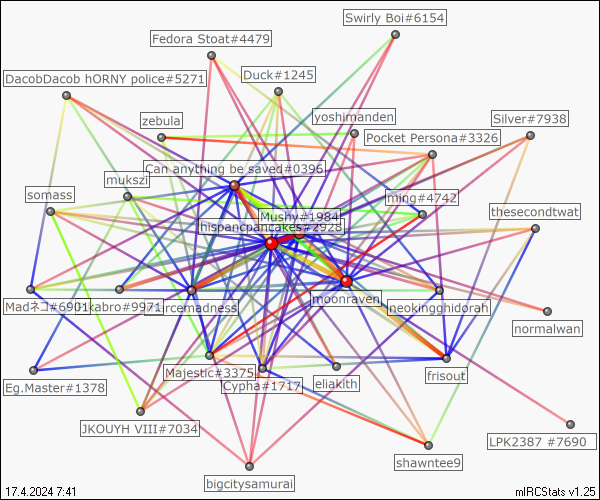 Swirly Boi#6154
Fedora Stoat#4479
DacobDacob hORNY police#5271
Duck#1245
zebula
yoshimanden
Silver#7938
Pocket Persona#3326
Can anything be saved#0396
mukszi
somass
ming#4742
Mushy#1984
hispancpancakes#2928
thesecondtwat
Madネコ#6901
kabro#9971
ercemadness
moonraven
neokingghidorah
normalwan
Majestic#3375
Cypha#1717
eliakith
frisout
Eg.Master#1378
JKOUYH VIII#7034
LPK2387 #7690
shawntee9
bigcitysamurai
17.4.2024 7:41
mIRCStats v1.25